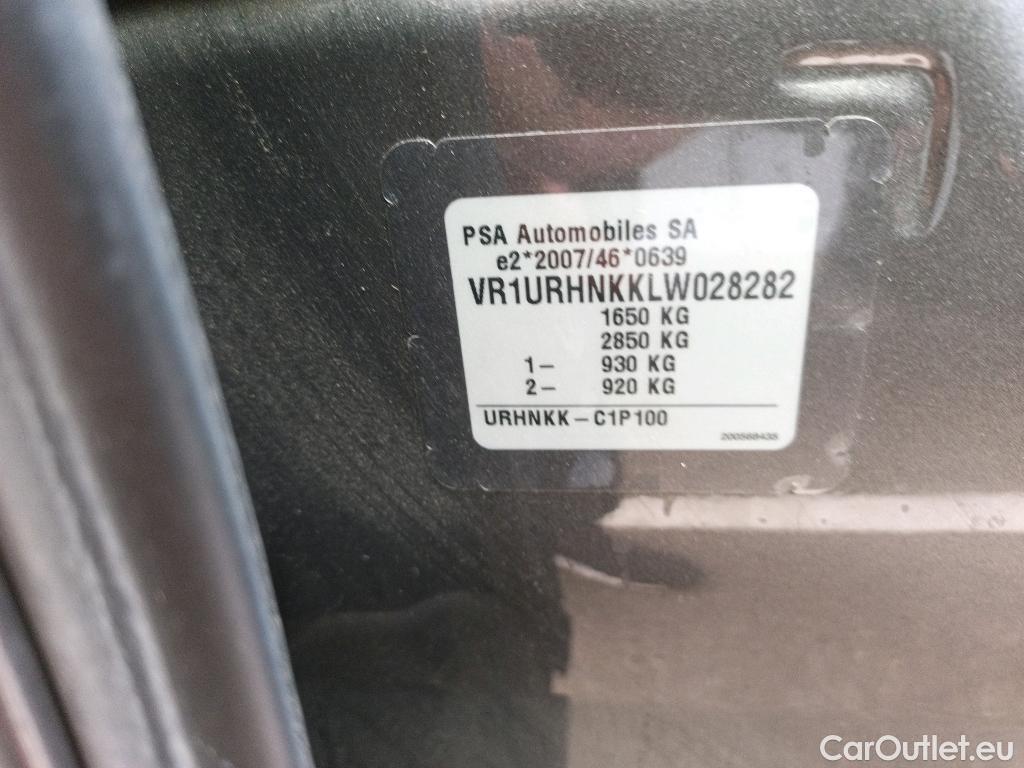 PSA Automobiles SA
e2*2007/46*0639
VR1URHNKKLW028282
1650 KG
2850 KG
1– 930 KG
2– 920 KG
URHNKK–C1P100
200568435
CarOutlet.eu